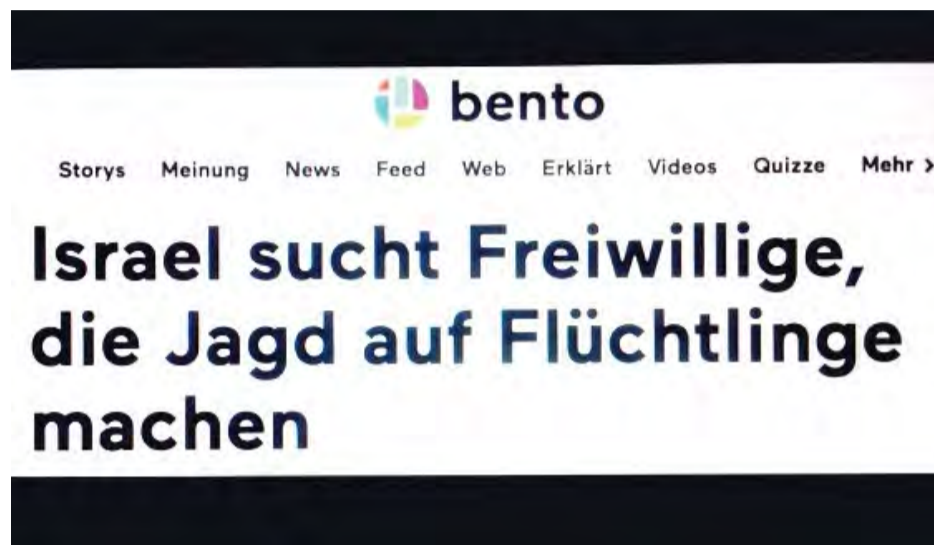 bento
Storys Meinung News Feed Web Erklärt Videos Quizze Mehr >
Israel sucht Freiwillige,
die Jagd auf Flüchtlinge
machen